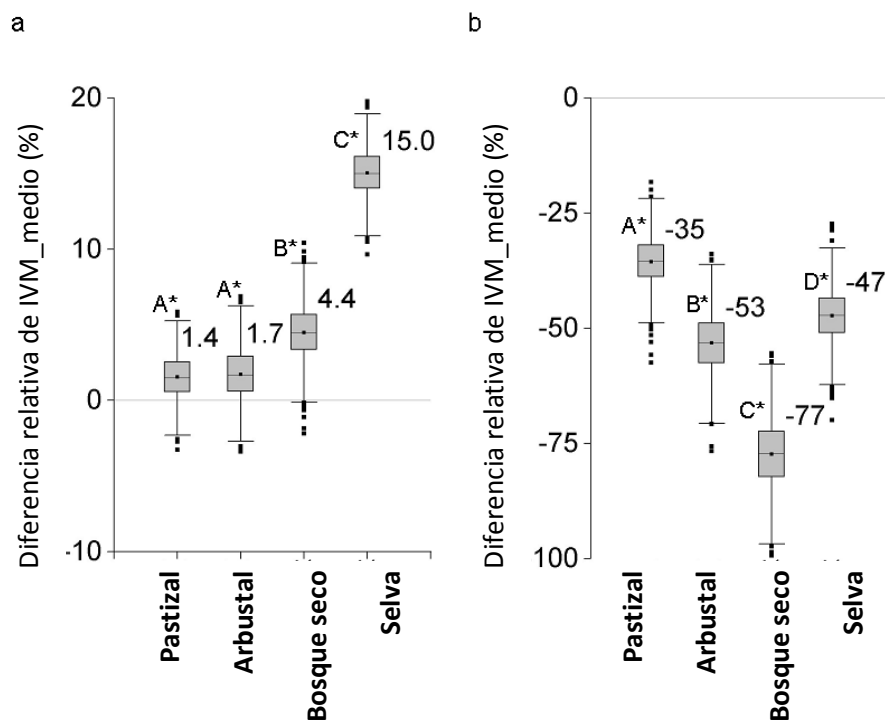 a
Diferencia relativa de IVM_medio (%)
20
10
0
-10
A*
1.4
A*
1.7
B*
4.4
C*
15.0
Pastizal
Arbustal
Bosque seco
Selva
b
Diferencia relativa de IVM_medio (%)
0
-25
-50
-75
100
A*
-35
B*
-53
C*
-77
D*
-47
Pastizal
Arbustal
Bosque seco
Selva